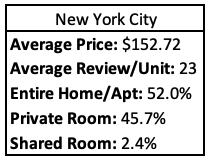 New York City
Average Price: $152.72
Average Review/Unit: 23
Entire Home/Apt: 52.0%
Private Room: 45.7%
Shared Room: 2.4%